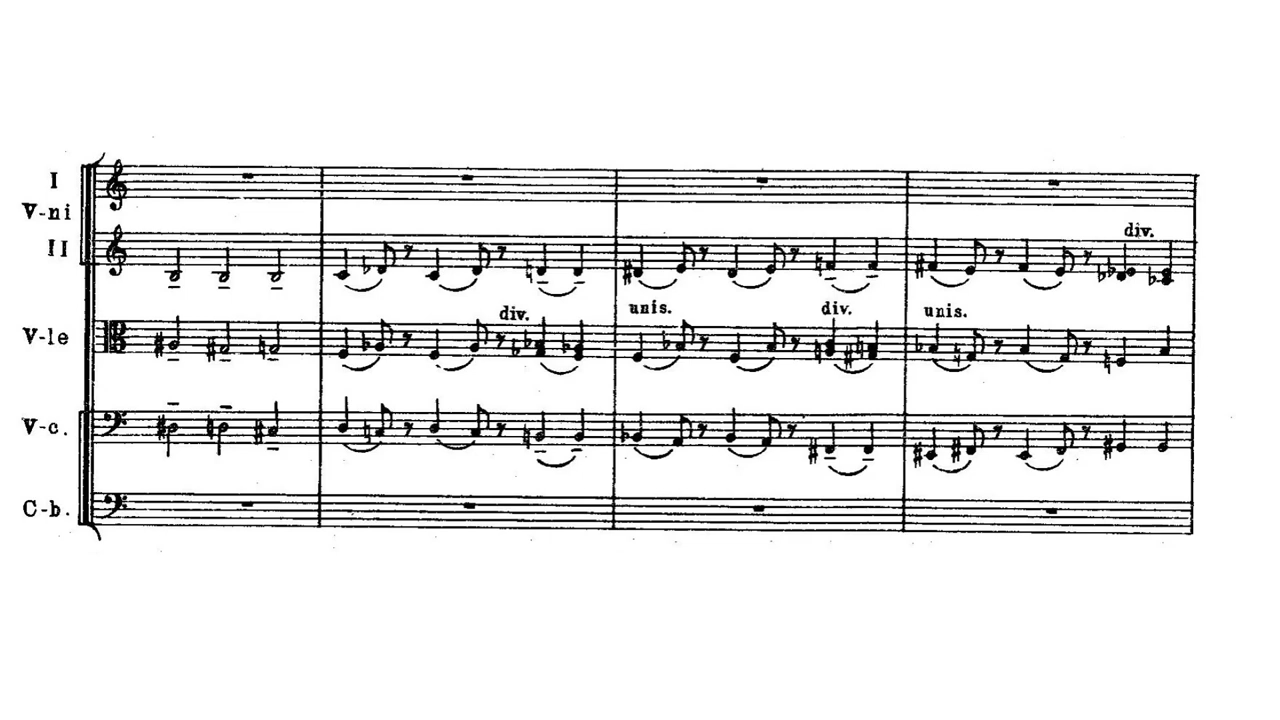 I
V-ni
II
div.
V-le
div.
unis.
div.
unis.
V-c.
C-b.